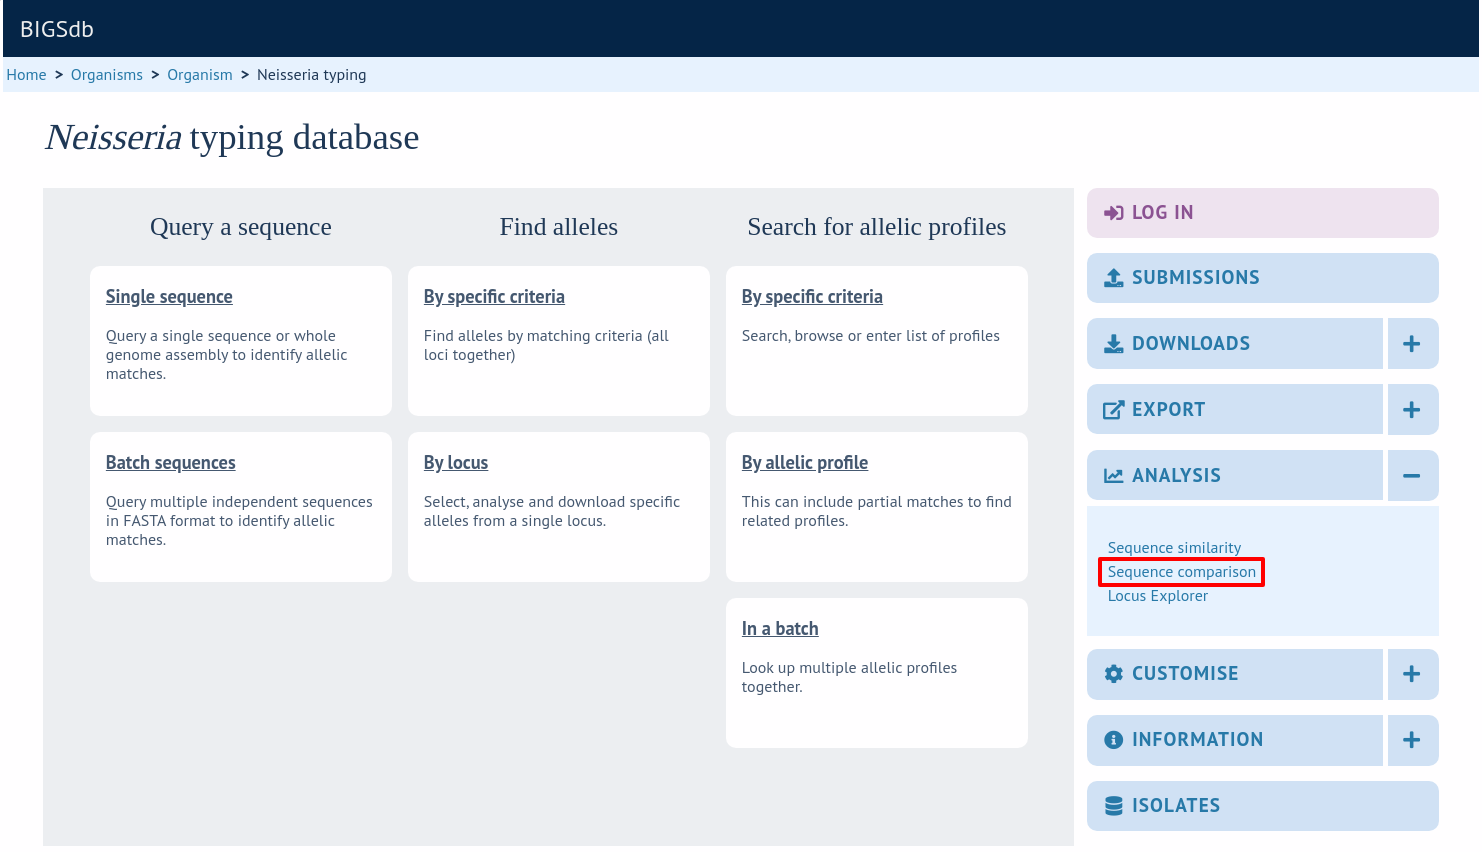 BIGSdb
Home > Organisms > Organism > Neisseria typing
Neisseria typing database
Query a sequence
Single sequence
Query a single sequence or whole
genome assembly to identify allelic
matches.
Batch sequences
Query multiple independent sequences
in FASTA format to identify allelic
matches.
Find alleles
By specific criteria
Find alleles by matching criteria (all
loci together)
By locus
Select, analyse and download specific
alleles from a single locus.
Search for allelic profiles
By specific criteria
Search, browse or enter list of profiles
By allelic profile
This can include partial matches to find
related profiles.
In a batch
Look up multiple allelic profiles
together.
LOG IN
SUBMISSIONS
DOWNLOADS
EXPORT
ANALYSIS
Sequence similarity
Sequence comparison
Locus Explorer
CUSTOMISE
INFORMATION
ISOLATES